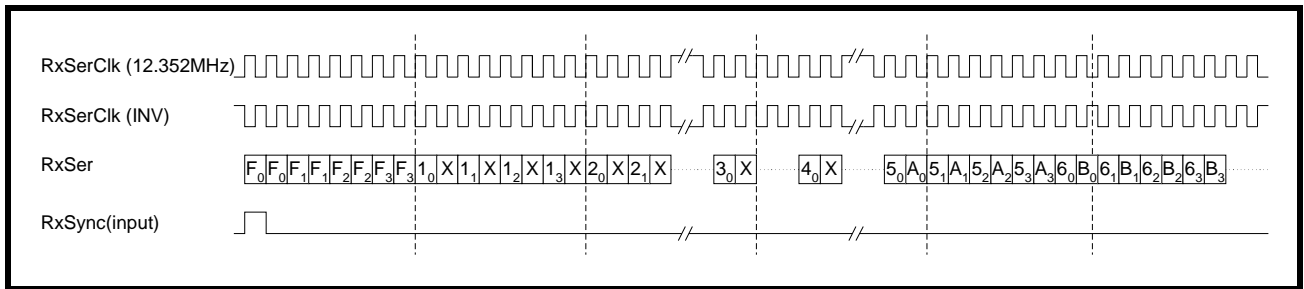 RxSerClk (12.352MHz)
RxSerClk (INV)
RxSer F₀ F₀ F₁ F₁ F₂ F₂ F₃ F₃ 1₀ X 1₁ X 1₂ X 1₃ X 2₀ X 2₁ X 3₀ X 4₀ X 5₀ A₀ 5₁ A₁ 5₂ A₂ 5₃ A₃ 6₀ B₀ 6₁ B₁ 6₂ B₂ 6₃ B₃
RxSync(input)